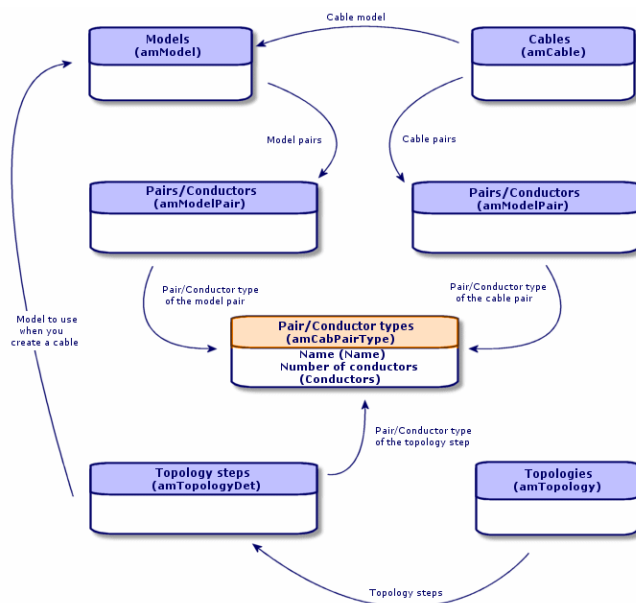 Cable model
Models
(amModel)
Cables
(amCable)
Model pairs
Cable pairs
Pairs/Conductors
(amModelPair)
Pairs/Conductors
(amModelPair)
Pair/Conductor type
of the model pair
Pair/Conductor type
of the cable pair
Model to use
when you
create a cable
Pair/Conductor types
(amCabPairType)
Name (Name)
Number of conductors
(Conductors)
Pair/Conductor type
of the topology step
Topology steps
(amTopologyDet)
Topologies
(amTopology)
Topology steps